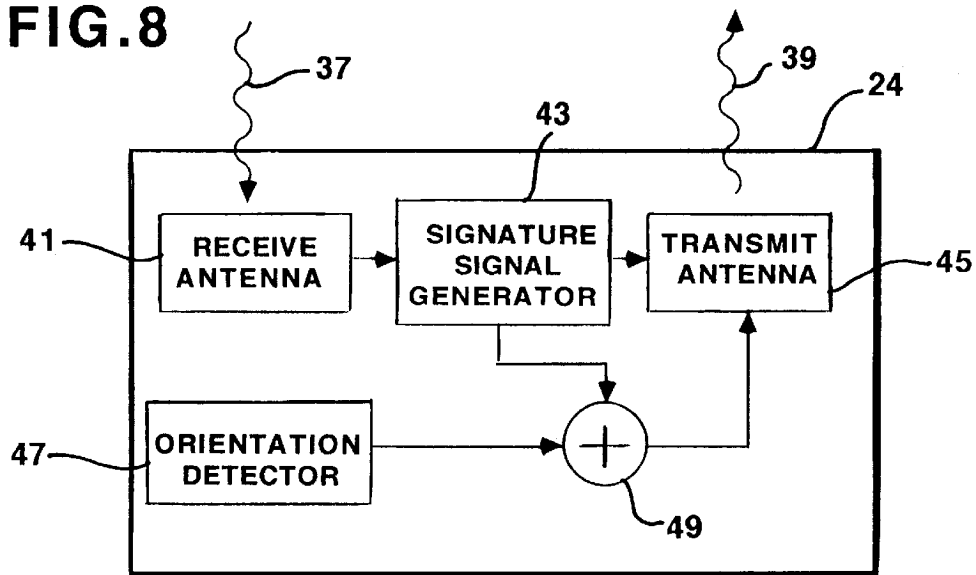 FIG.8
37
39
24
43
41
RECEIVE
ANTENNA
SIGNATURE
SIGNAL
GENERATOR
TRANSMIT
ANTENNA
45
47
ORIENTATION
DETECTOR
+
49